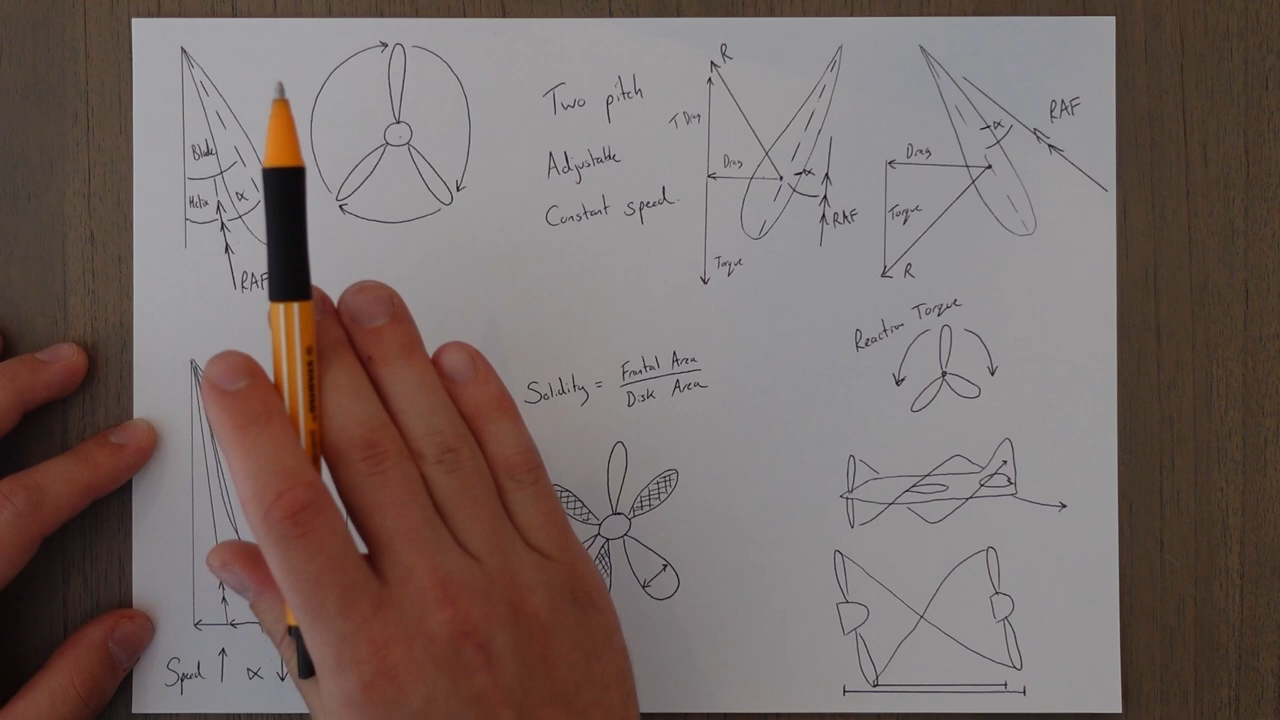 Blade
Helix
α
RAF
Two pitch
Adjustable
Constant speed.
R
T Drag
Drag
α
RAF
Torque
RAF
α
Drag
Torque
R
Reaction Torque
Solidity = Frontal Area
Disk Area
Speed ↑ α ↓